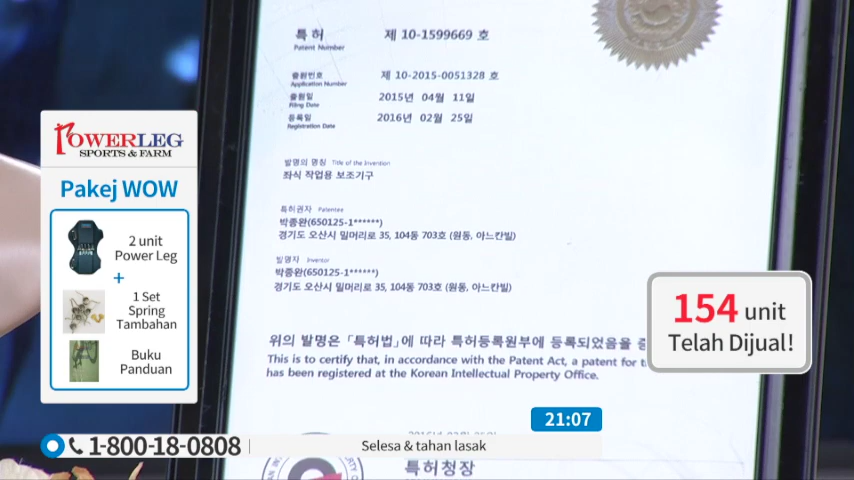 특허 제 10-1599669 호
Patent Number
출원번호 제 10-2015-0051328 호
Application Number
출원일 2015년 04월 11일
Filing Date
등록일 2016년 02월 25일
Registration Date
발명의 명칭 Title of the Invention
좌식 작업용 보조기구
특허권자 Patentee
박종완(650125-1******)
경기도 오산시 밀머리로 35, 104동 703호 (원동, 아느칸빌)
발명자 Inventor
박종완(650125-1******)
경기도 오산시 밀머리로 35, 104동 703호 (원동, 아느칸빌)
위의 발명은 「특허법」에 따라 특허등록원부에 등록되었음을
This is to certify that, in accordance with the Patent Act, a patent for
has been registered at the Korean Intellectual Property Office.
특허청장
POWERLEG
SPORTS & FARM
Pakej WOW
2 unit
Power Leg
+
1 Set
Spring
Tambahan
Buku
Panduan
154 unit
Telah Dijual!
21:07
1-800-18-0808
Selesa & tahan lasak